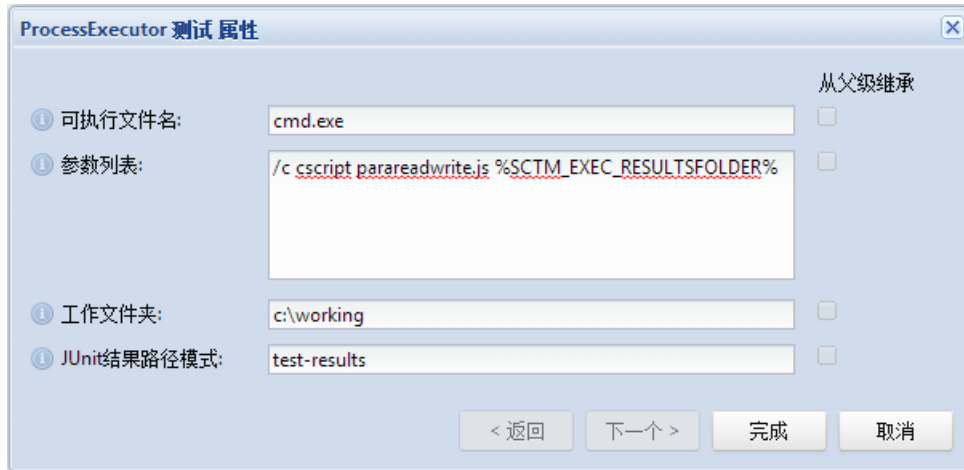 ProcessExecutor 测试 属性
从父级继承
可执行文件名:
cmd.exe
参数列表:
/c cscript parareadwrite.js %SCTM_EXEC_RESULTSFOLDER%
工作文件夹:
c:\working
JUnit结果路径模式:
test-results
< 返回
下一个 >
完成
取消